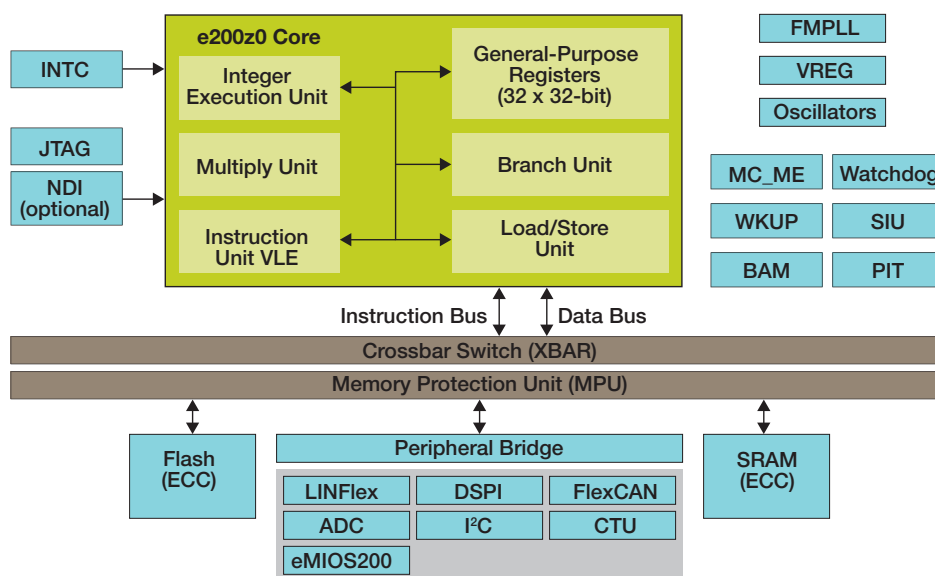 e200z0 Core
INTC
JTAG
NDI
(optional)
Integer
Execution Unit
Multiply Unit
Instruction
Unit VLE
General-Purpose
Registers
(32 x 32-bit)
Branch Unit
Load/Store
Unit
FMPLL
VREG
Oscillators
MC_ME
Watchdog
WKUP
SIU
BAM
PIT
Instruction Bus
Data Bus
Crossbar Switch (XBAR)
Memory Protection Unit (MPU)
Flash
(ECC)
Peripheral Bridge
SRAM
(ECC)
LINFlex
DSPI
FlexCAN
ADC
I²C
CTU
eMIOS200